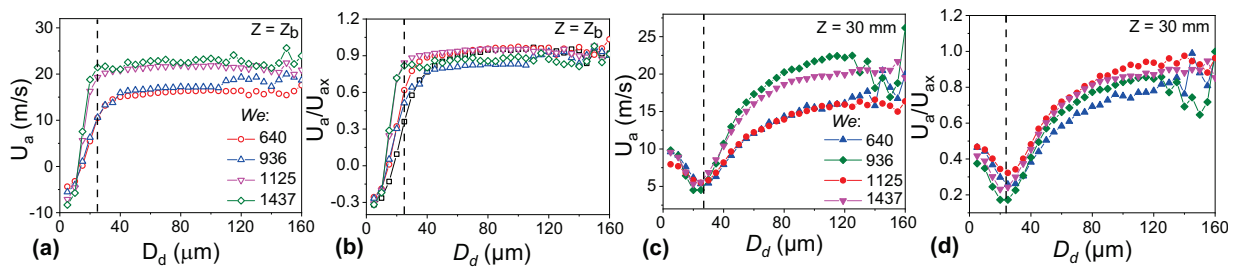 Z = Zb
U_a (m/s)
30
20
10
0
-10
We:
640
936
1125
1437
0 40 80 120 160
(a)
D_d (μm)
Z = Zb
U_a/U_ax
1.2
0.9
0.6
0.3
0.0
-0.3
0 40 80 120 160
(b)
D_d (μm)
Z = 30 mm
U_a (m/s)
25
20
15
10
5
We:
640
936
1125
1437
0 40 80 120 160
(c)
D_d (μm)
Z = 30 mm
U_a/U_ax
1.2
1.0
0.8
0.6
0.4
0.2
0 40 80 120 160
(d)
D_d (μm)